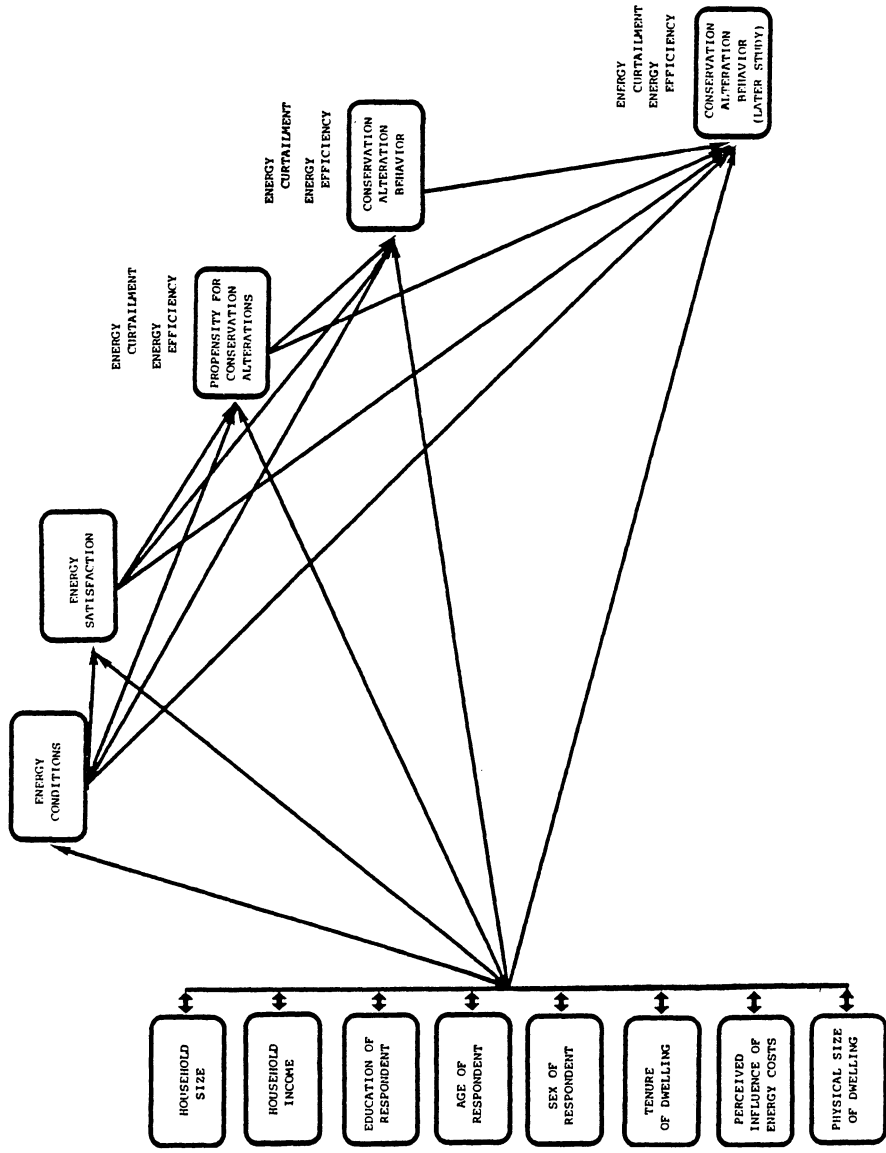 HOUSEHOLD
SIZE
HOUSEHOLD
INCOME
EDUCATION OF
RESPONDENT
AGE OF
RESPONDENT
SEX OF
RESPONDENT
TENURE
OF DWELLING
PERCEIVED
INFLUENCE OF
ENERGY COSTS
PHYSICAL SIZE
OF DWELLING
ENERGY
CONDITIONS
ENERGY
SATISFACTION
ENERGY
CURTAILMENT
ENERGY
EFFICIENCY
PROPENSITY FOR
CONSERVATION
ALTERATIONS
ENERGY
CURTAILMENT
ENERGY
EFFICIENCY
CONSERVATION
ALTERATION
BEHAVIOR
ENERGY
CURTAILMENT
ENERGY
EFFICIENCY
CONSERVATION
ALTERATION
BEHAVIOR
(LATER STUDY)